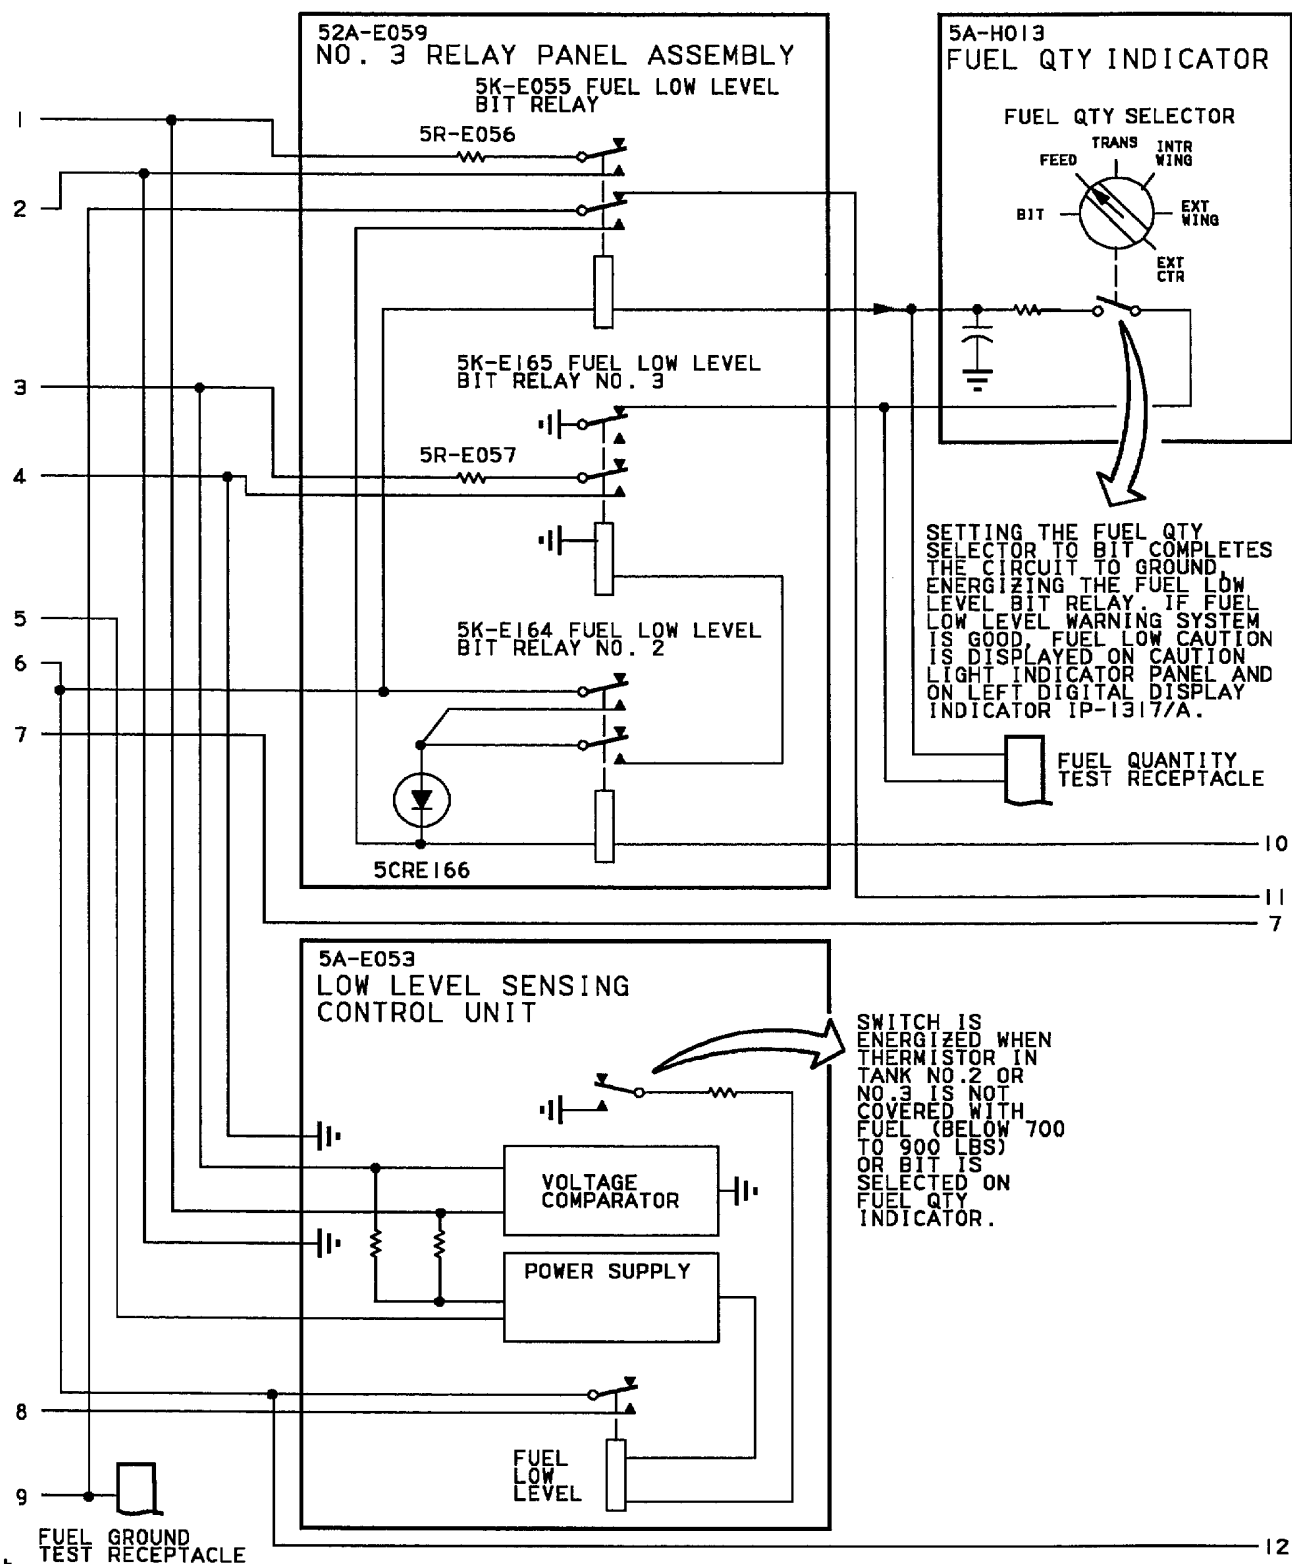 52A-E059
NO. 3 RELAY PANEL ASSEMBLY
5K-E055 FUEL LOW LEVEL
BIT RELAY
5R-E056
5K-E165 FUEL LOW LEVEL
BIT RELAY NO. 3
5R-E057
5K-E164 FUEL LOW LEVEL
BIT RELAY NO. 2
5CRE166
5A-H013
FUEL QTY INDICATOR
FUEL QTY SELECTOR
TRANS
FEED
INTR
WING
BIT
EXT
WING
EXT
CTR
SETTING THE FUEL QTY
SELECTOR TO BIT COMPLETES
THE CIRCUIT TO GROUND,
ENERGIZING THE FUEL LOW
LEVEL BIT RELAY. IF FUEL
LOW LEVEL WARNING SYSTEM
IS GOOD, FUEL LOW CAUTION
IS DISPLAYED ON CAUTION
LIGHT INDICATOR PANEL AND
ON LEFT DIGITAL DISPLAY
INDICATOR IP-1317/A.
FUEL QUANTITY
TEST RECEPTACLE
1
2
3
4
5
6
7
10
11
7
5A-E053
LOW LEVEL SENSING
CONTROL UNIT
SWITCH IS
ENERGIZED WHEN
THERMISTOR IN
TANK NO.2 OR
NO.3 IS NOT
COVERED WITH
FUEL (BELOW 700
TO 900 LBS)
OR BIT IS
SELECTED ON
FUEL QTY
INDICATOR.
VOLTAGE
COMPARATOR
POWER SUPPLY
FUEL
LOW
LEVEL
8
9
FUEL GROUND
TEST RECEPTACLE
12